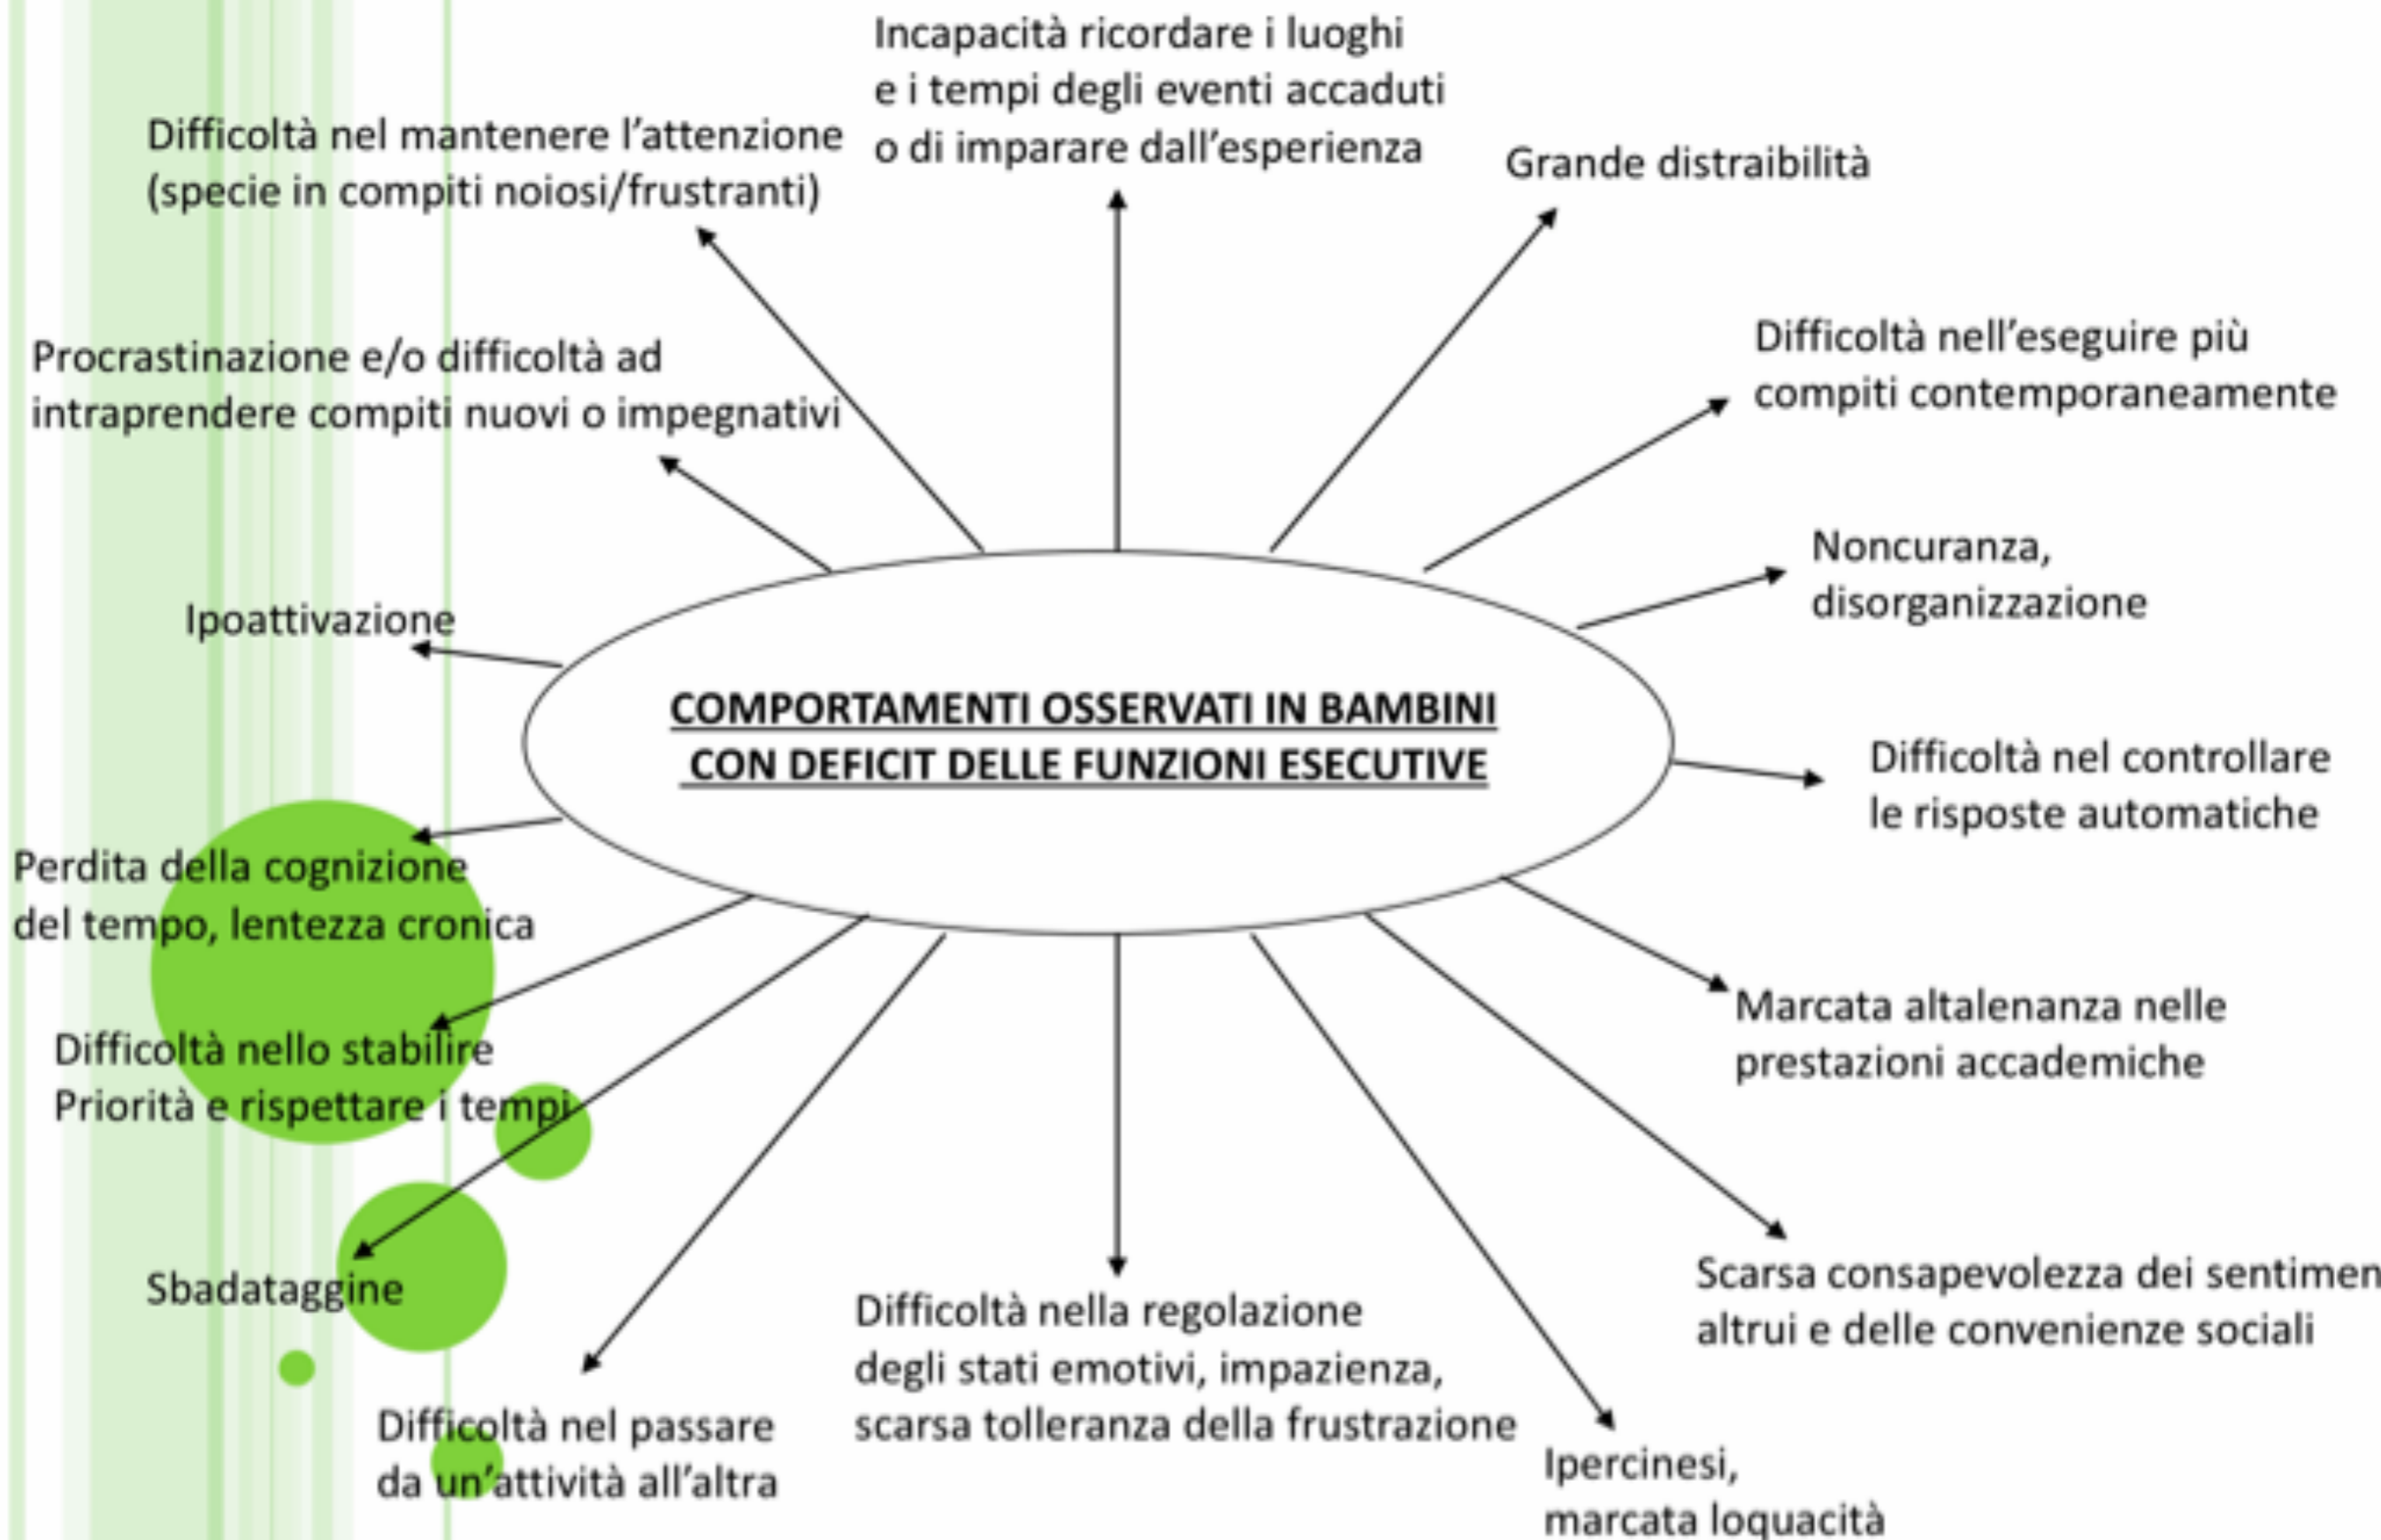 Incapacità ricordare i luoghi
e i tempi degli eventi accaduti
o di imparare dall'esperienza
Difficoltà nel mantenere l'attenzione
(specie in compiti noiosi/frustranti)
Grande distraibilità
Procrastinazione e/o difficoltà ad
intraprendere compiti nuovi o impegnativi
Difficoltà nell'eseguire più
compiti contemporaneamente
Noncuranza,
disorganizzazione
Ipoattivazione
COMPORTAMENTI OSSERVATI IN BAMBINI
CON DEFICIT DELLE FUNZIONI ESECUTIVE
Difficoltà nel controllare
le risposte automatiche
Perdita della cognizione
del tempo, lentezza cronica
Marcata altalenanza nelle
prestazioni accademiche
Difficoltà nello stabilire
Priorità e rispettare i tempi
Sbadataggine
Scarsa consapevolezza dei sentimen
altrui e delle convenienze sociali
Difficoltà nella regolazione
degli stati emotivi, impazienza,
scarsa tolleranza della frustrazione
Difficoltà nel passare
da un'attività all'altra
Ipercinesi,
marcata loquacità